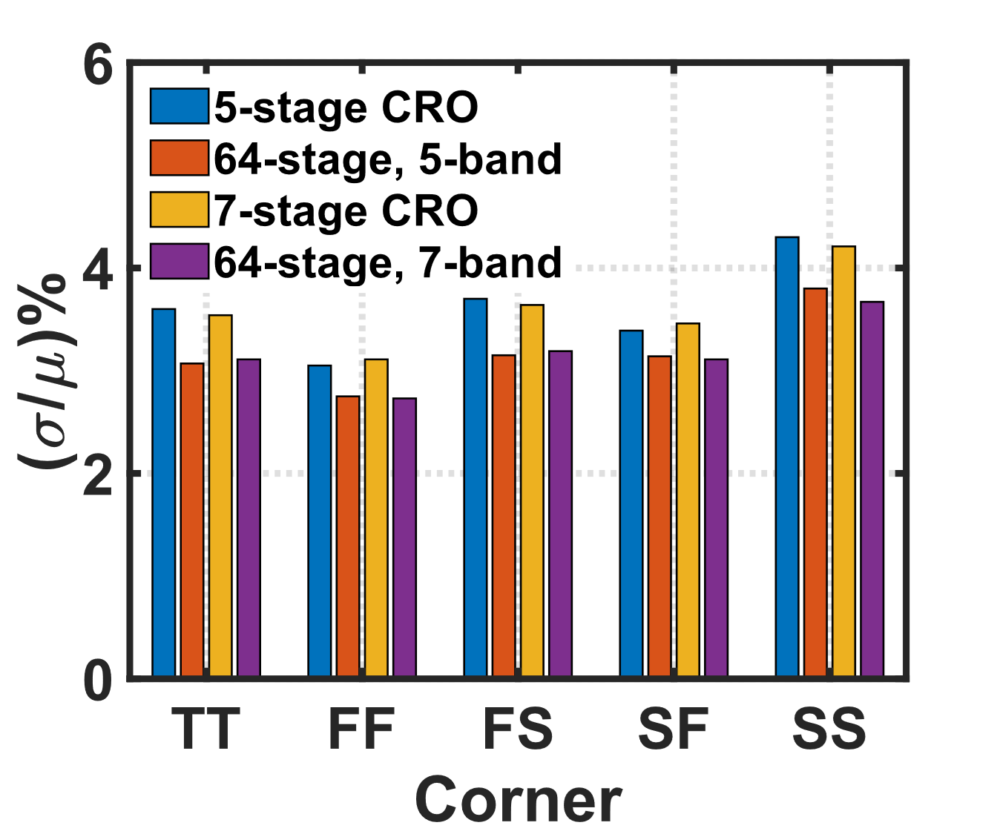 6
4
2
0
(σ/μ)%
5-stage CRO
64-stage, 5-band
7-stage CRO
64-stage, 7-band
TT FF FS SF SS
Corner